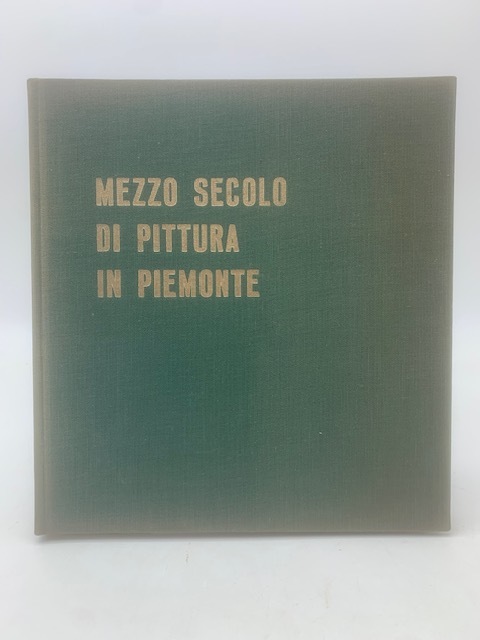 MEZZO SECOLO
DI PITTURA
IN PIEMONTE